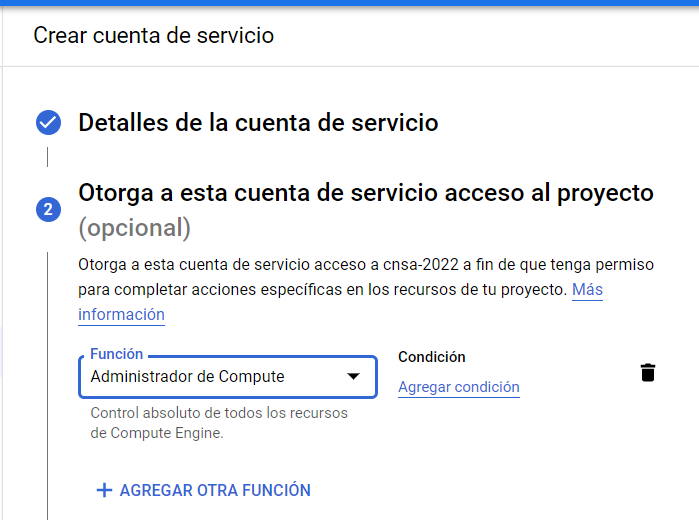 Crear cuenta de servicio
Detalles de la cuenta de servicio
2
Otorga a esta cuenta de servicio acceso al proyecto
(opcional)
Otorga a esta cuenta de servicio acceso a cnsa-2022 a fin de que tenga permiso
para completar acciones específicas en los recursos de tu proyecto. Más
información
Función
Administrador de Compute
Condición
Agregar condición
Control absoluto de todos los recursos
de Compute Engine.
+ AGREGAR OTRA FUNCIÓN